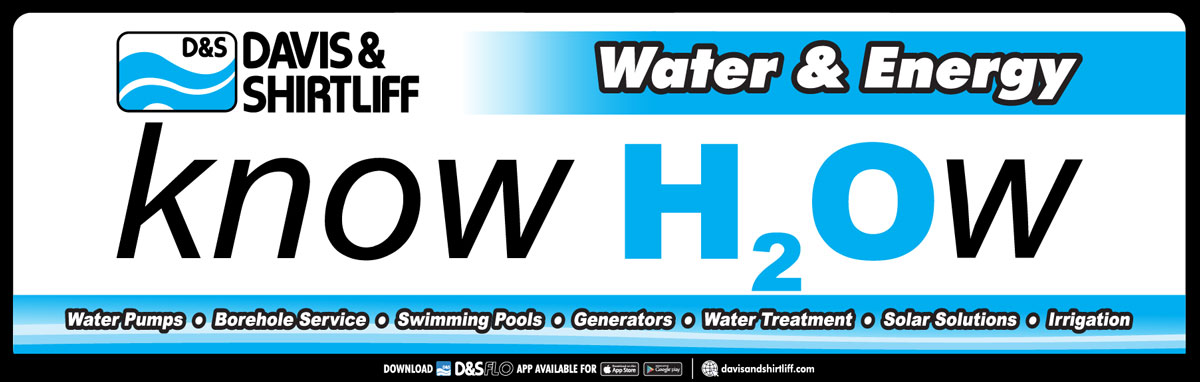 D&S
DAVIS &
SHIRTLIFF
Water & Energy
know H₂Ow
Water Pumps • Borehole Service • Swimming Pools • Generators • Water Treatment • Solar Solutions • Irrigation
DOWNLOAD D&SFLO APP AVAILABLE FOR App Store Google play | davisandshirtliff.com